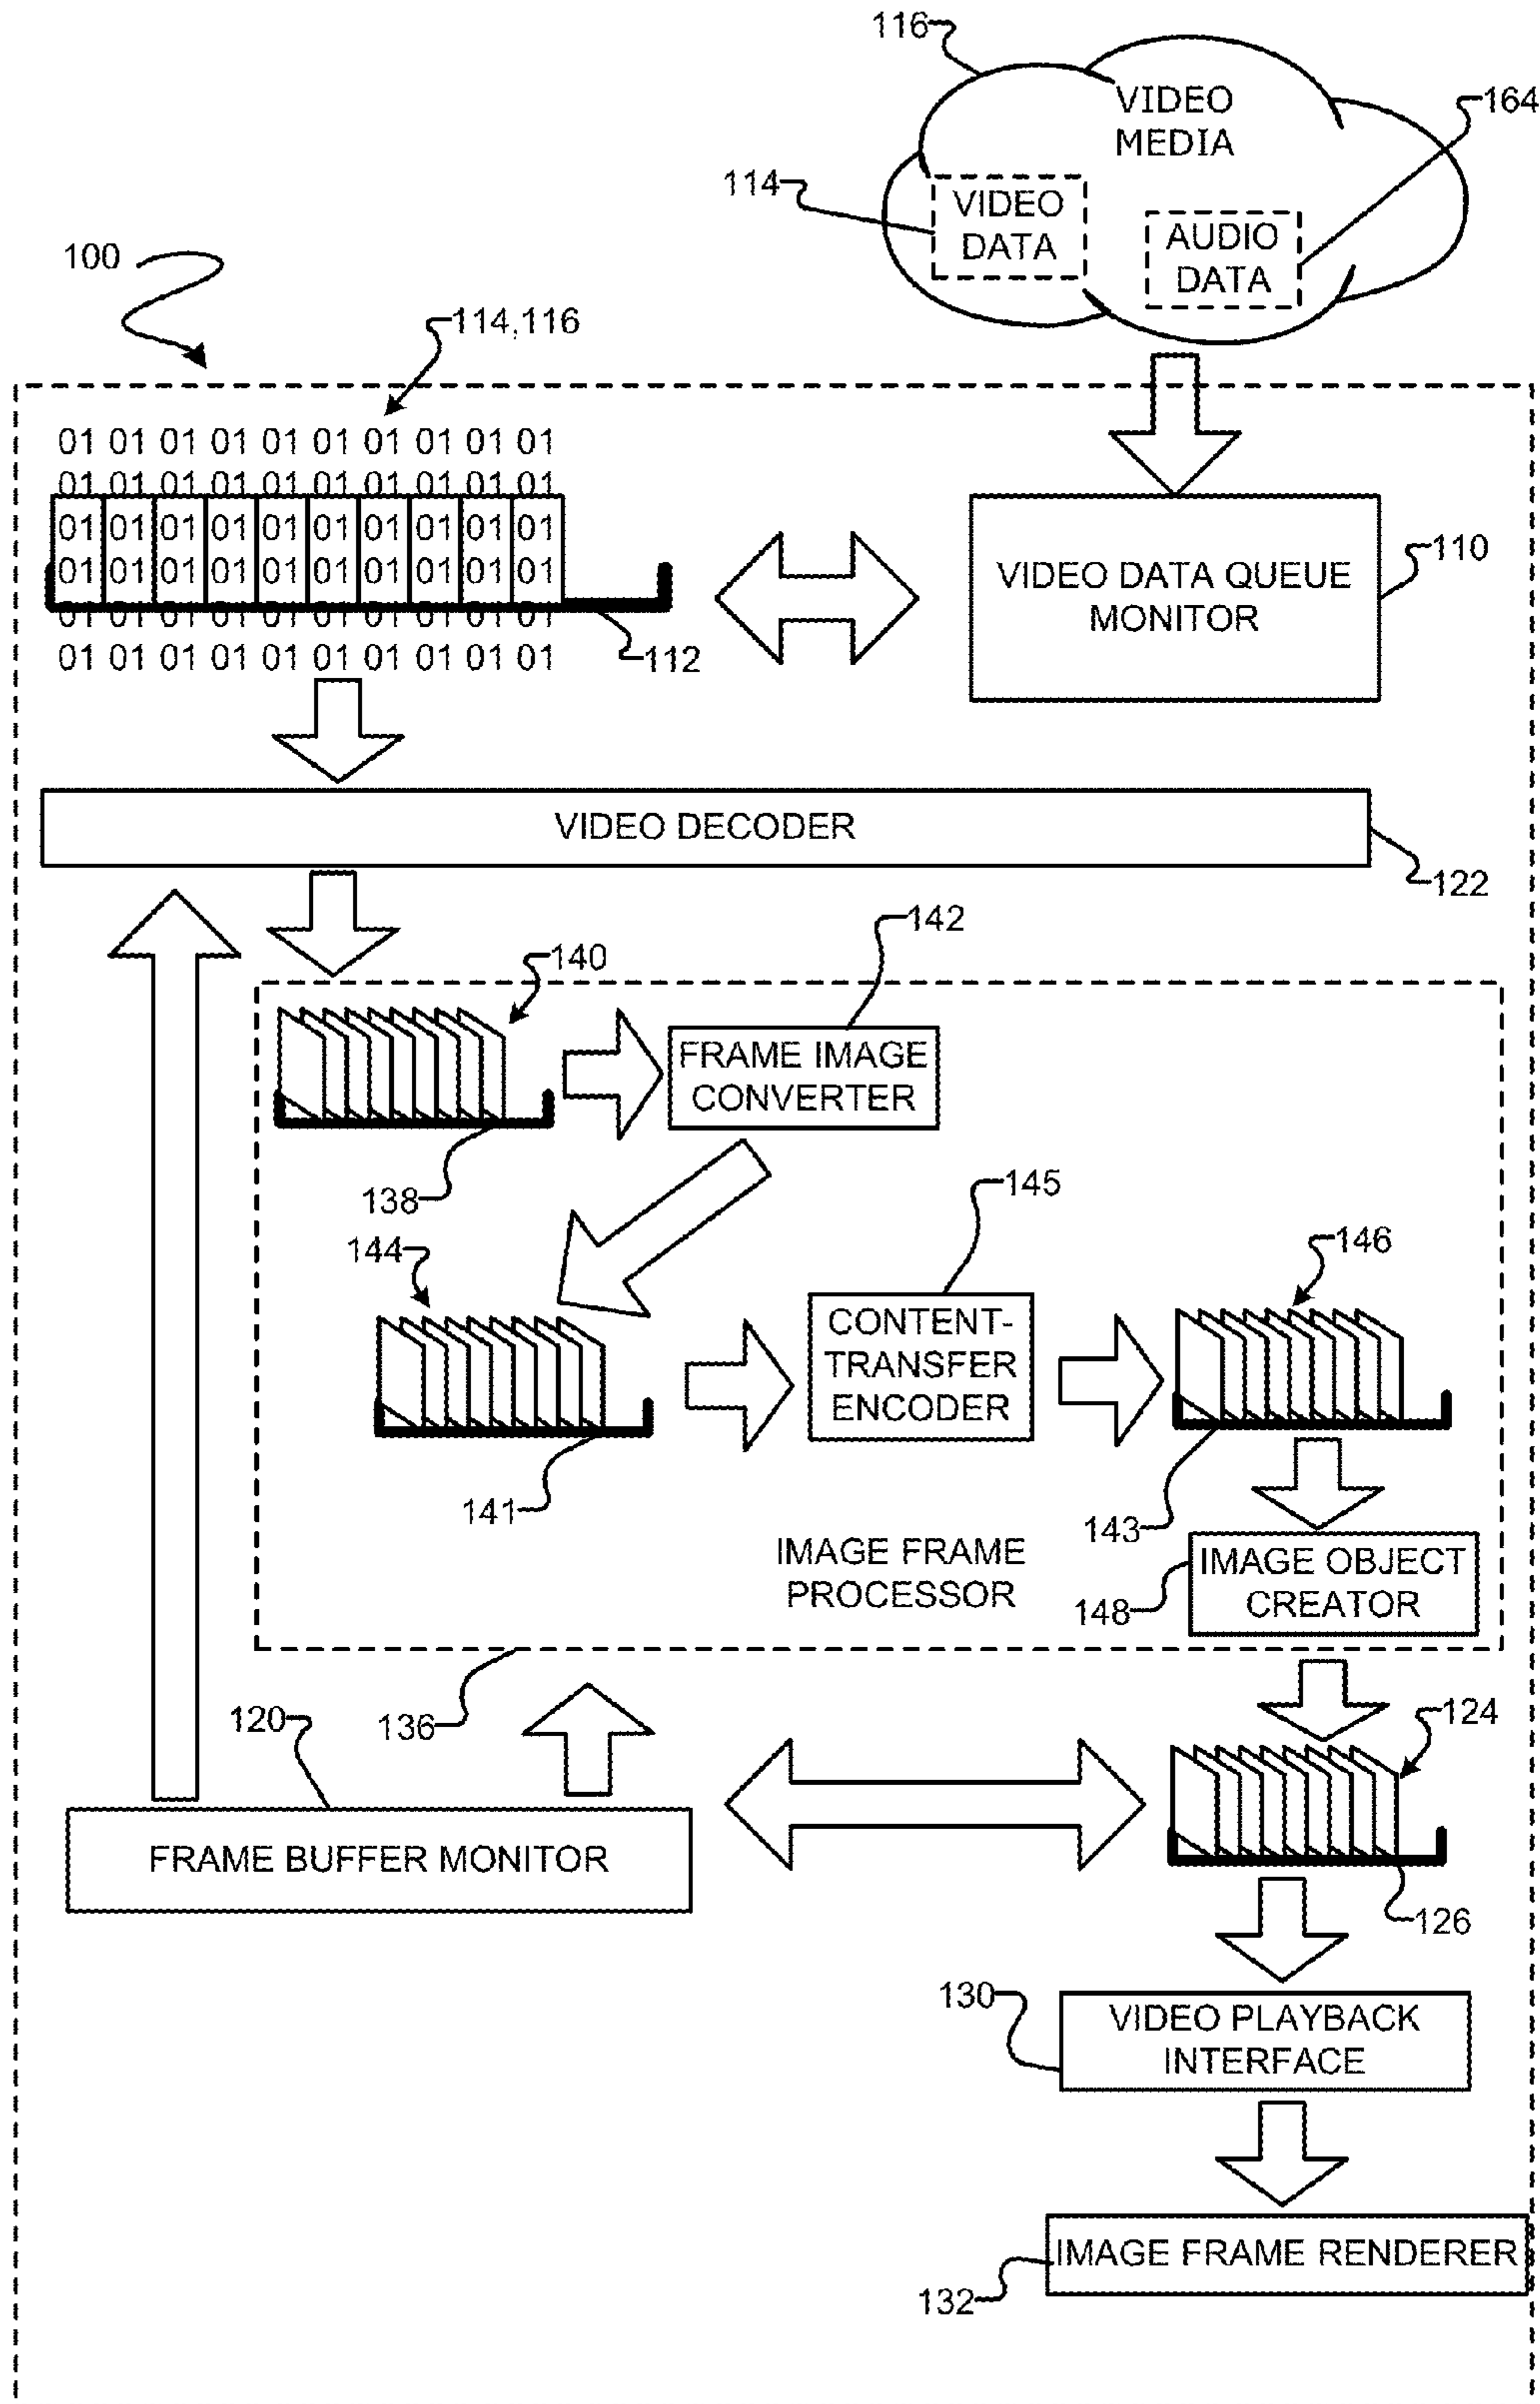 116
VIDEO
MEDIA
164
114
VIDEO
DATA
AUDIO
DATA
100
114,116
01 01 01 01 01 01 01 01 01 01
01 01 01 01 01 01 01 01 01 01
01 01 01 01 01 01 01 01 01 01
01 01 01 01 01 01 01 01 01 01
01 01 01 01 01 01 01 01 01 01
01 01 01 01 01 01 01 01 01 01
112
VIDEO DATA QUEUE
MONITOR
110
VIDEO DECODER
122
142
140
FRAME IMAGE
CONVERTER
138
145
144
146
CONTENT-
TRANSFER
ENCODER
141
143
IMAGE FRAME
PROCESSOR
IMAGE OBJECT
CREATOR
148
136
120
124
FRAME BUFFER MONITOR
126
130
VIDEO PLAYBACK
INTERFACE
IMAGE FRAME RENDERER
132